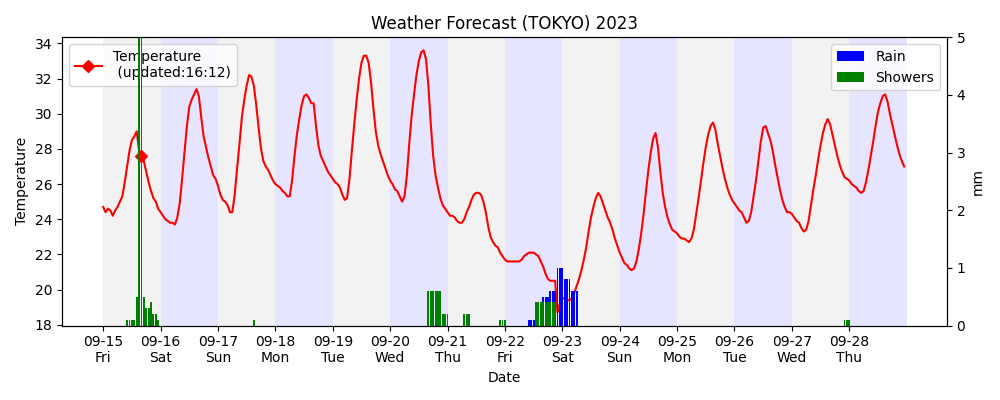 Weather Forecast (TOKYO) 2023
Temperature
(updated:16:12)
Rain
Showers
34
32
30
28
26
24
22
20
18
Temperature
5
4
3
2
1
0
mm
09-15 09-16 09-17 09-18 09-19 09-20 09-21 09-22 09-23 09-24 09-25 09-26 09-27 09-28
Fri Sat Sun Mon Tue Wed Thu Fri Sat Sun Mon Tue Wed Thu
Date